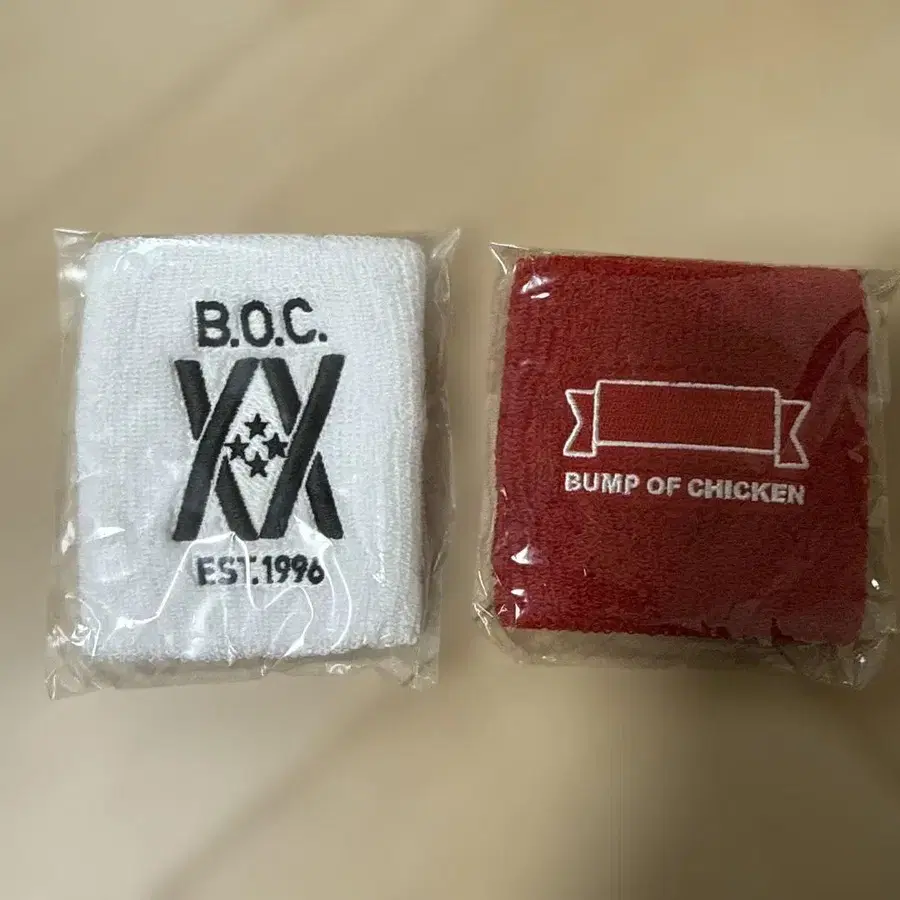 B.O.C.
EST.1996
BUMP OF CHICKEN